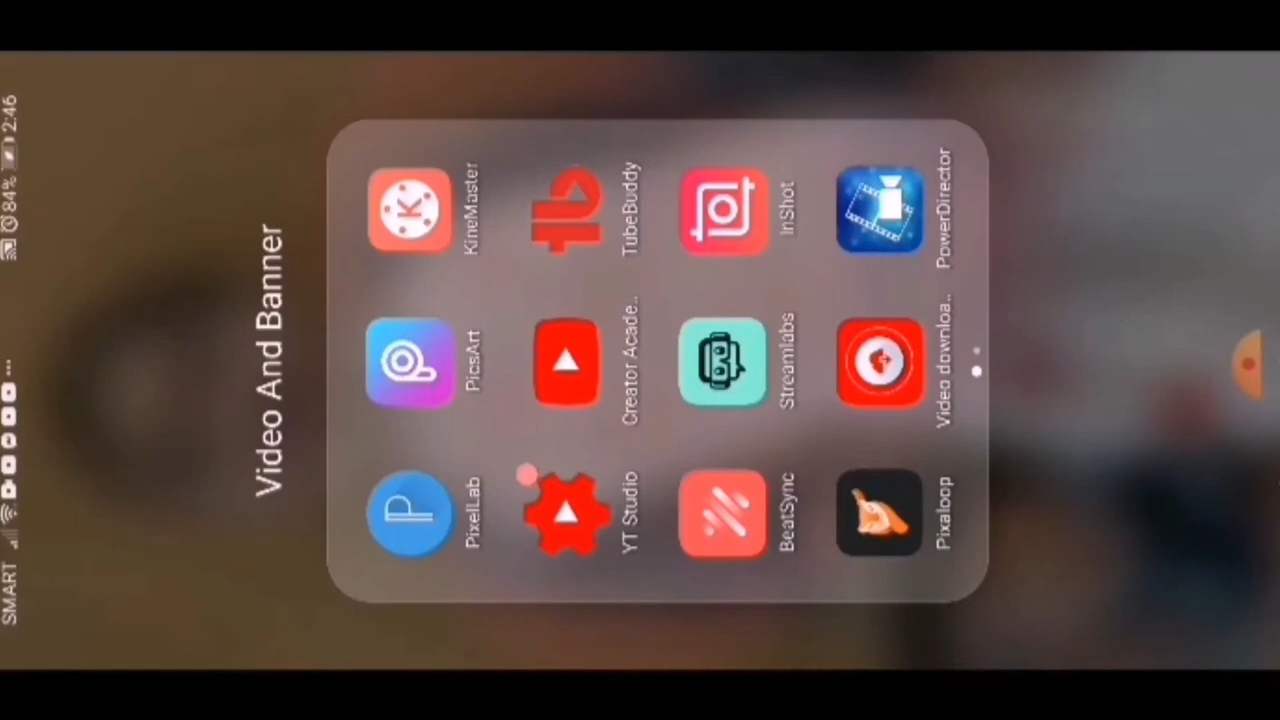 SMART 84% 2:46
Video And Banner
PixelLab PicsArt KineMaster
YT Studio Creator Acade.. TubeBuddy
BeatSync Streamlabs InShot
Pixaloop Video downloa.. PowerDirector